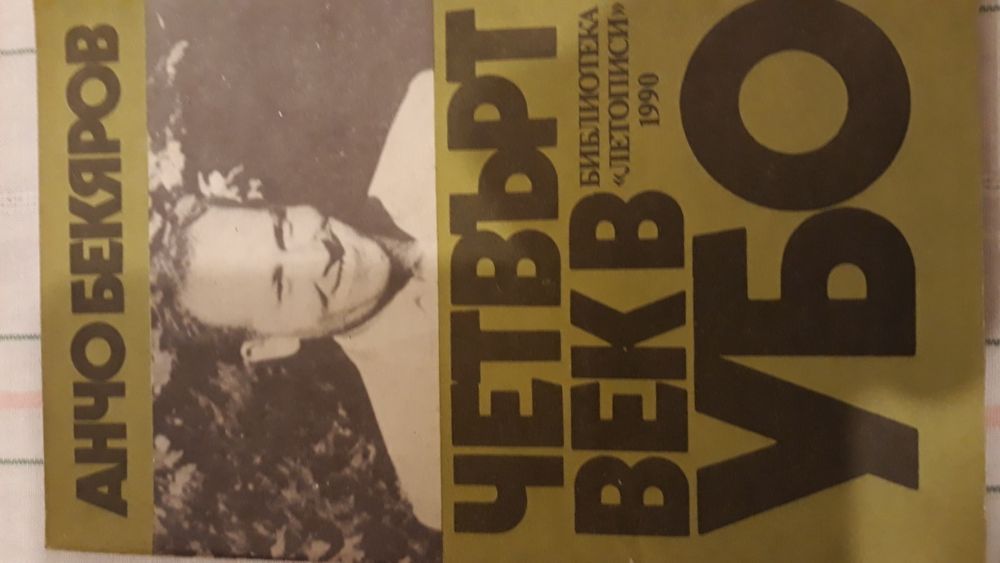 АНЧО БЕКЯРОВ
ЧЕТВЪРТ
ВЕК В
БИБЛИОТЕКА
«ЛЕТОПИСИ»
1990
УБО